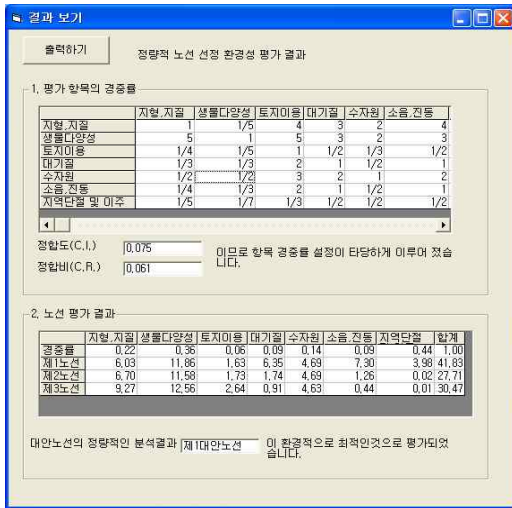 결과 보기
출력하기
정량적 노선 선정 환경성 평가 결과
1. 평가 항목의 경중률
지형,지질 생물다양성 토지이용 대기질 수자원 소음,진동
지형,지질 1 1/5 4 3 2 4
생물다양성 5 1 5 3 2 3
토지이용 1/4 1/5 1 1/2 1/3 1/2
대기질 1/3 1/3 2 1 1/2 1
수자원 1/2 1/2 3 2 1 2
소음,진동 1/4 1/3 2 1 1/2 1
지역단절 및 이주 1/5 1/7 1/3 1/2 1/2 1/2
정합도(C.I.) 0,075
이므로 항목 경중률 설정이 타당하게 이루어 졌습
니다.
정합비(C.R.) 0,061
2. 노선 평가 결과
지형,지질 생물다양성 토지이용 대기질 수자원 소음,진동 지역단절 합계
경중률 0,22 0,36 0,06 0,09 0,14 0,09 0,44 1,00
제1노선 6,03 11,86 1,63 6,35 4,69 7,30 3,98 41,83
제2노선 6,70 11,58 1,73 1,74 4,69 1,26 0,02 27,71
제3노선 9,27 12,56 2,64 0,91 4,63 0,44 0,01 30,47
대안노선의 정량적인 분석결과 제1대안노선 이 환경적으로 최적인것으로 평가되었
습니다.